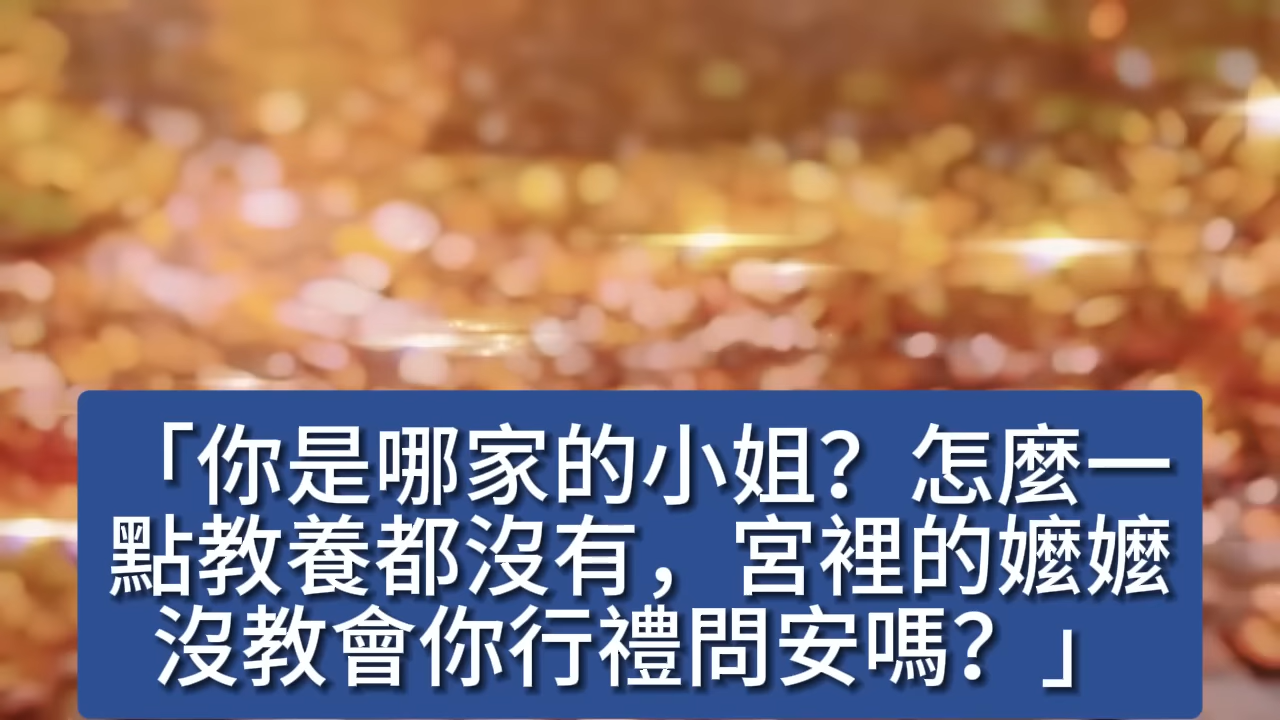 「你是哪家的小姐？怎麼一
點教養都沒有，宮裡的嬤嬤
沒教會你行禮問安嗎？」